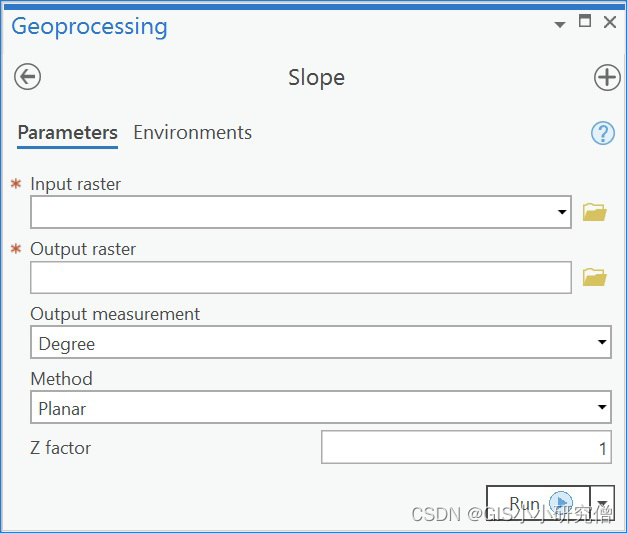 Geoprocessing
Slope
Parameters Environments
* Input raster
* Output raster
Output measurement
Degree
Method
Planar
Z factor 1
Run
CSDN @GIS小小研究僧